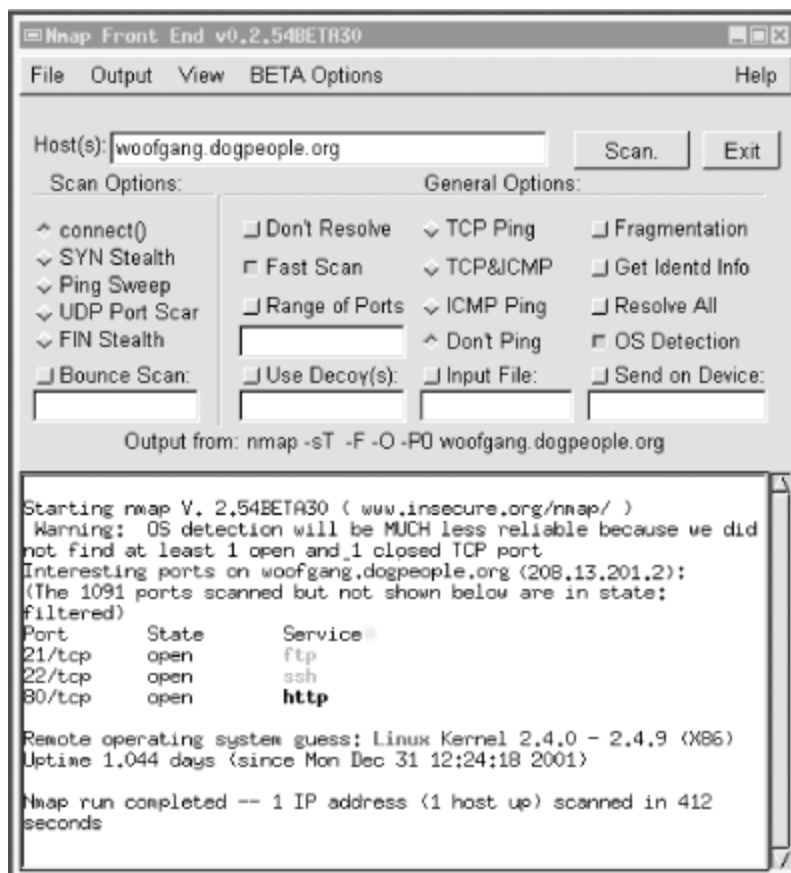 Nmap Front End v0.2.54BETA30
File Output View BETA Options Help
Host(s): woofgang.dogpeople.org Scan. Exit
Scan Options: General Options:
connect() Don't Resolve TCP Ping Fragmentation
SYN Stealth Fast Scan TCP&ICMP Get Identd Info
Ping Sweep Range of Ports ICMP Ping Resolve All
UDP Port Scar
FIN Stealth Don't Ping OS Detection
Bounce Scan: Use Decoy(s): Input File: Send on Device:
Output from: nmap -sT -F -O -P0 woofgang.dogpeople.org
Starting nmap V. 2.54BETA30 ( www.insecure.org/nmap/ )
Warning: OS detection will be MUCH less reliable because we did
not find at least 1 open and 1 closed TCP port
Interesting ports on woofgang.dogpeople.org (208.13.201.2):
(The 1091 ports scanned but not shown below are in state:
filtered)
Port State Service
21/tcp open ftp
22/tcp open ssh
80/tcp open http
Remote operating system guess: Linux Kernel 2.4.0 - 2.4.9 (X86)
Uptime 1.044 days (since Mon Dec 31 12:24:18 2001)
Nmap run completed -- 1 IP address (1 host up) scanned in 412
seconds